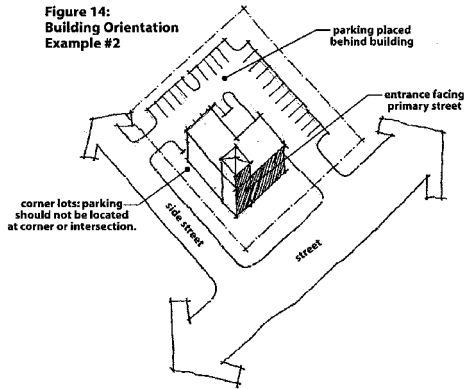 Figure 14:
Building Orientation
Example #2
parking placed
behind building
entrance facing
primary street
corner lots: parking
should not be located
at corner or intersection.
side street
street